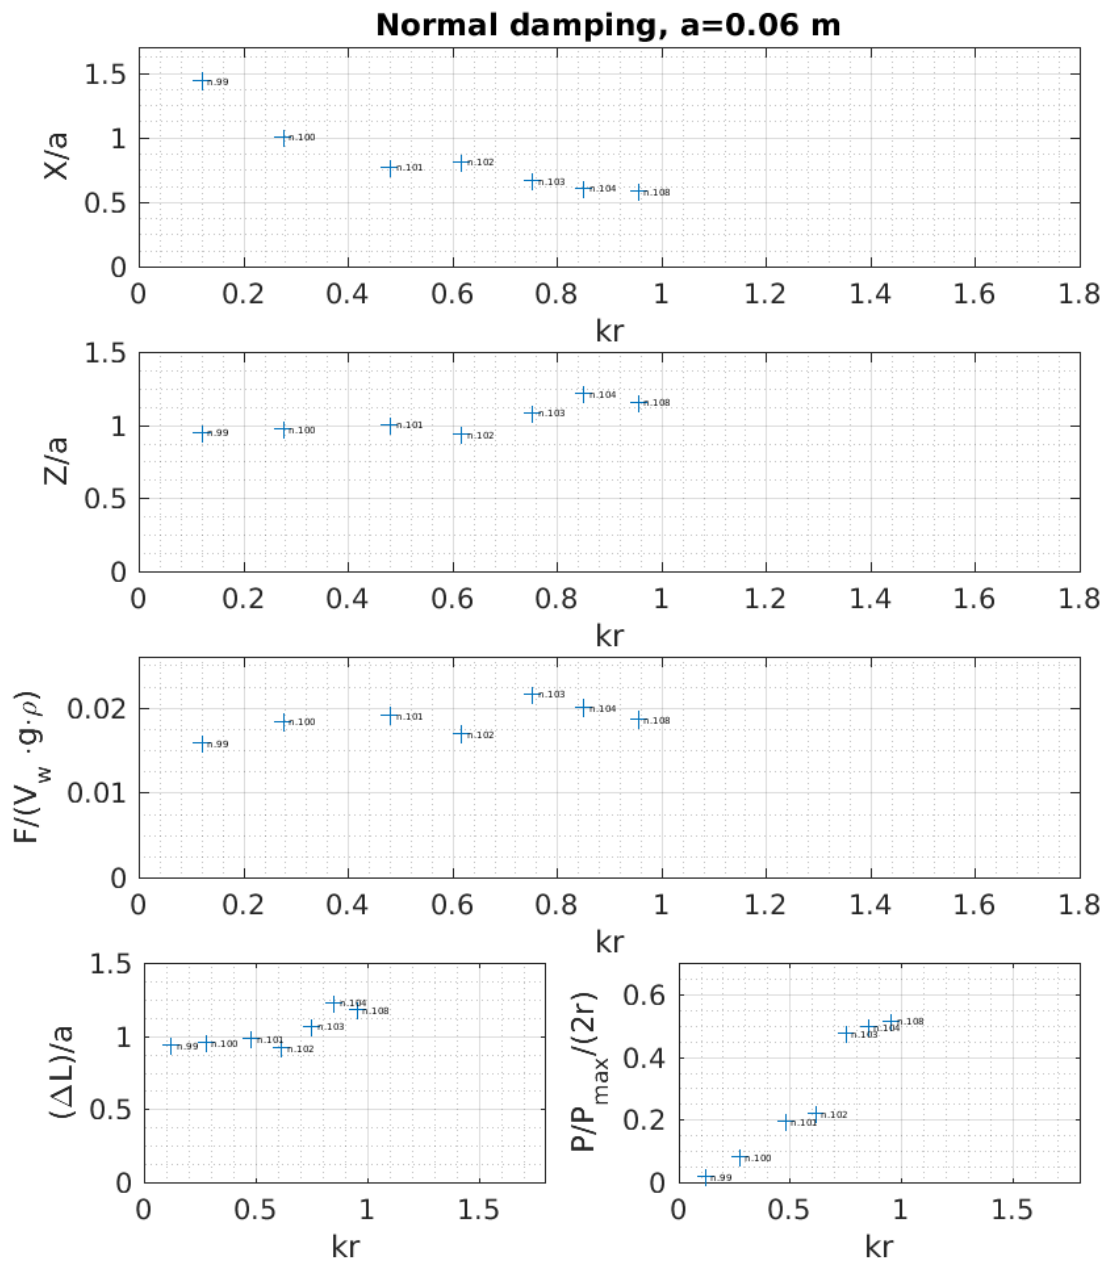 Normal damping, a=0.06 m
X/a
1.5
1
0.5
0
n.99
n.100
n.101
n.102
n.103
n.104
n.108
0 0.2 0.4 0.6 0.8 1 1.2 1.4 1.6 1.8
kr
Z/a
1.5
1
0.5
0
n.99
n.100
n.101
n.102
n.103
n.104
n.108
0 0.2 0.4 0.6 0.8 1 1.2 1.4 1.6 1.8
kr
F/(V_w ·g·ρ)
0.02
0.01
0
n.99
n.100
n.101
n.102
n.103
n.104
n.108
0 0.2 0.4 0.6 0.8 1 1.2 1.4 1.6 1.8
kr
(ΔL)/a
1.5
1
0.5
0
n.99
n.100
n.101
n.102
n.103
n.104
n.108
0 0.5 1 1.5
kr
P/P_max/(2r)
0.6
0.4
0.2
0
n.99
n.100
n.101
n.102
n.103
n.104
n.108
0 0.5 1 1.5
kr